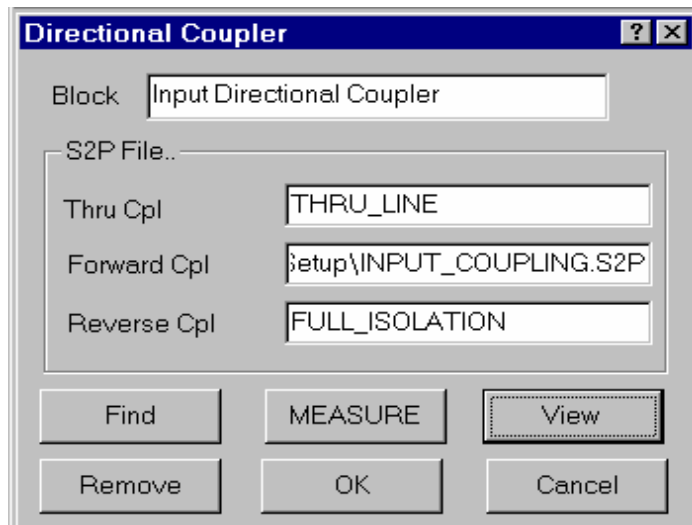 Directional Coupler ? X
Block Input Directional Coupler
S2P File..
Thru Cpl THRU_LINE
Forward Cpl Setup\INPUT_COUPLING.S2P
Reverse Cpl FULL_ISOLATION
Find MEASURE View
Remove OK Cancel